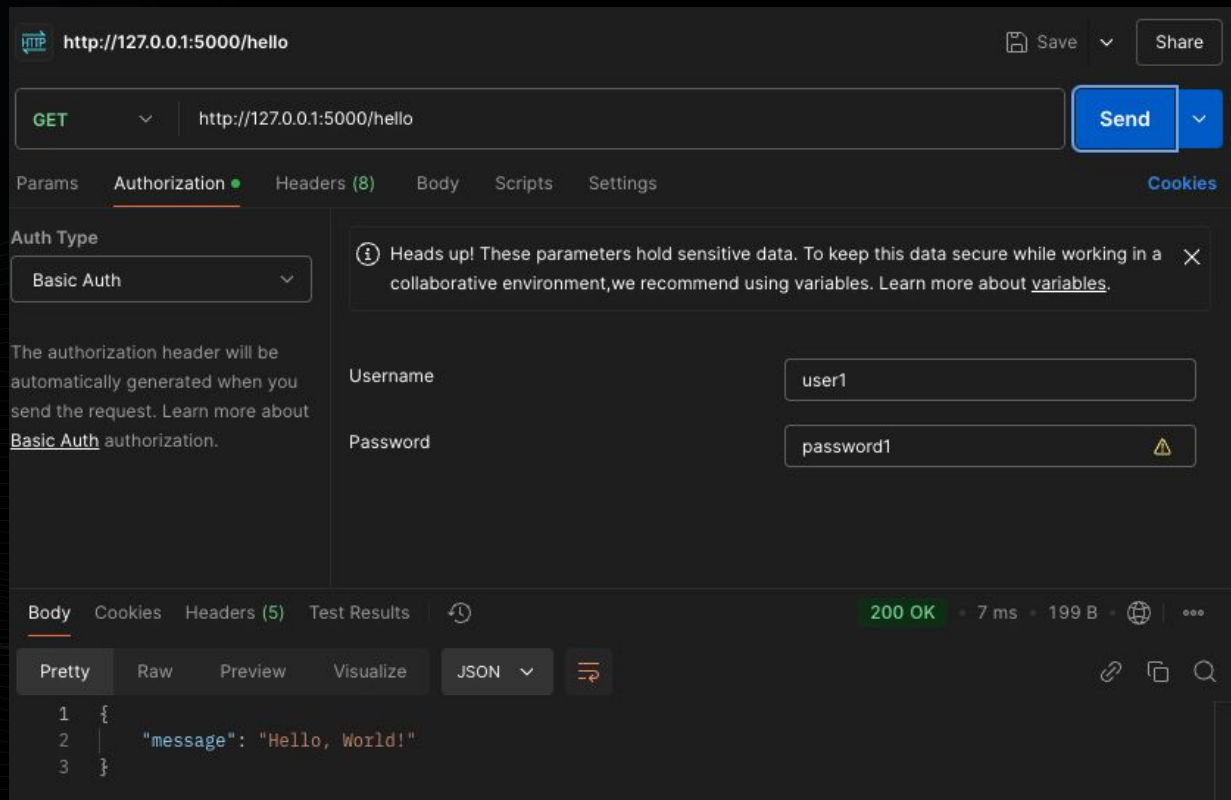 HTTP http://127.0.0.1:5000/hello Save Share
GET http://127.0.0.1:5000/hello Send
Params Authorization Headers (8) Body Scripts Settings Cookies
Auth Type
Basic Auth
The authorization header will be
automatically generated when you
send the request. Learn more about
Basic Auth authorization.
Heads up! These parameters hold sensitive data. To keep this data secure while working in a
collaborative environment,we recommend using variables. Learn more about variables.
Username user1
Password password1
Body Cookies Headers (5) Test Results 200 OK 7 ms 199 B
Pretty Raw Preview Visualize JSON
1 {
2 "message": "Hello, World!"
3 }